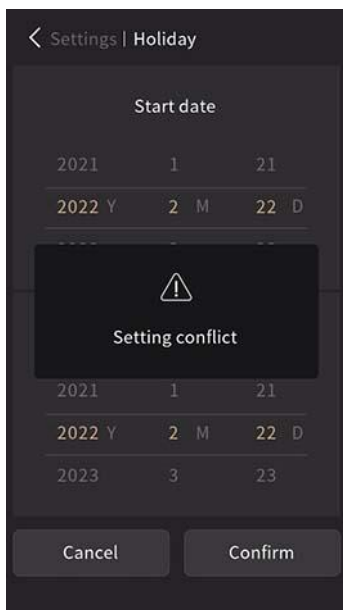 Settings | Holiday
Start date
2021 1 21
2022 Y 2 M 22 D
Setting conflict
2021 1 21
2022 Y 2 M 22 D
2023 3 23
Cancel Confirm